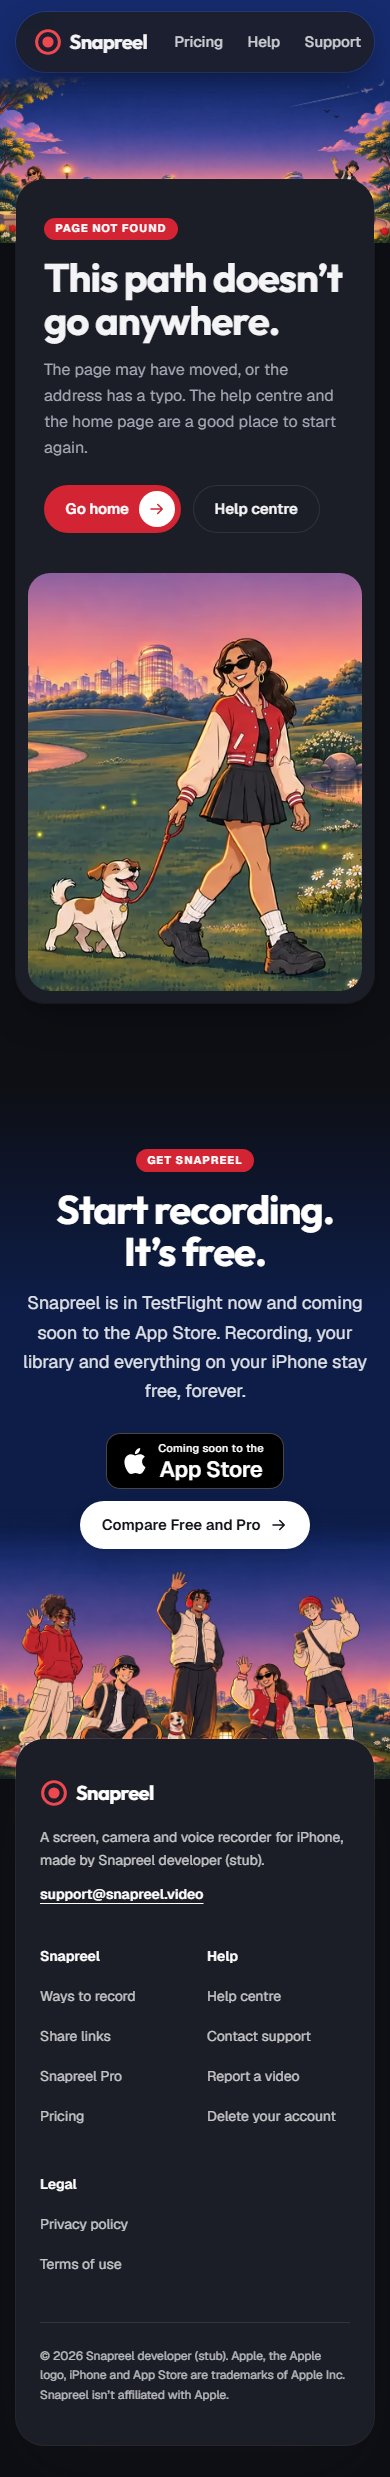 Snapreel Pricing Help Support
PAGE NOT FOUND
This path doesn’t
go anywhere.
The page may have moved, or the
address has a typo. The help centre and
the home page are a good place to start
again.
Go home Help centre
GET SNAPREEL
Start recording.
It’s free.
Snapreel is in TestFlight now and coming
soon to the App Store. Recording, your
library and everything on your iPhone stay
free, forever.
Coming soon to the
App Store
Compare Free and Pro
Snapreel
A screen, camera and voice recorder for iPhone,
made by Snapreel developer (stub).
support@snapreel.video
Snapreel
Ways to record
Share links
Snapreel Pro
Pricing
Help
Help centre
Contact support
Report a video
Delete your account
Legal
Privacy policy
Terms of use
© 2026 Snapreel developer (stub). Apple, the Apple
logo, iPhone and App Store are trademarks of Apple Inc.
Snapreel isn’t affiliated with Apple.